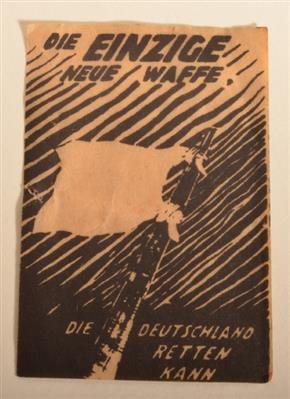 DIE EINZIGE
NEUE WAFFE,
DIE DEUTSCHLAND
RETTEN
KANN